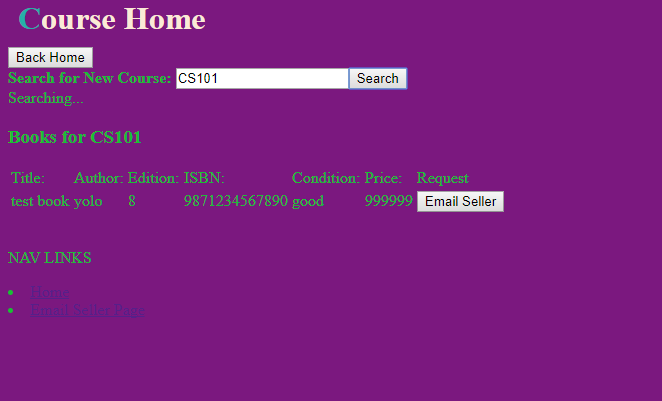 Course Home
Back Home
Search for New Course: CS101 Search
Searching...
Books for CS101
Title: Author: Edition: ISBN: Condition: Price: Request
test book yolo 8 9871234567890 good 999999 Email Seller
NAV LINKS
Home
Email Seller Page